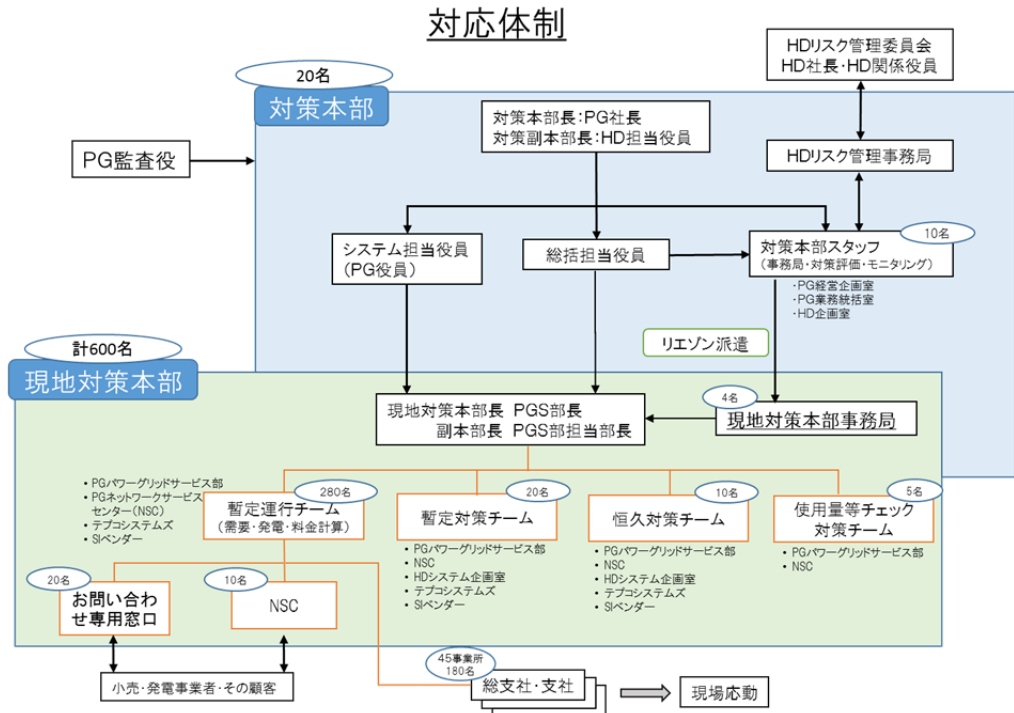 対応体制
HDリスク管理委員会
HD社長・HD関係役員
20名
対策本部
対策本部長:PG社長
対策副本部長:HD担当役員
PG監査役
HDリスク管理事務局
システム担当役員
(PG役員)
総括担当役員
10名
対策本部スタッフ
(事務局・対策評価・モニタリング)
・PG経営企画室
・PG業務統括室
・HD企画室
リエゾン派遣
計600名
現地対策本部
現地対策本部長 PGS部長
副本部長 PGS部担当部長
4名
現地対策本部事務局
• PGパワーグリッドサービス部
• PGネットワークサービス
センター(NSC)
• テプコシステムズ
• SIベンダー
280名
暫定運行チーム
(需要・発電・料金計算)
20名
暫定対策チーム
• PGパワーグリッドサービス部
• NSC
• HDシステム企画室
• テプコシステムズ
• SIベンダー
10名
恒久対策チーム
• PGパワーグリッドサービス部
• NSC
• HDシステム企画室
• テプコシステムズ
• SIベンダー
5名
使用量等チェック
対策チーム
• PGパワーグリッドサービス部
• NSC
20名
お問い合わ
せ専用窓口
10名
NSC
小売・発電事業者・その顧客
45事業所
180名
総支社・支社
現場応動